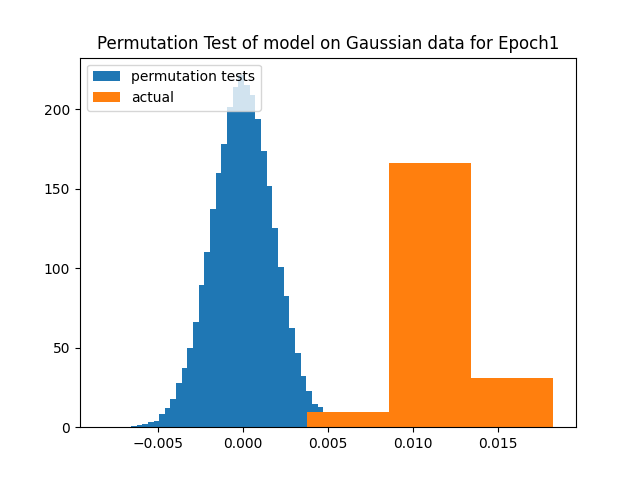 Permutation Test of model on Gaussian data for Epoch1
permutation tests
actual
200
150
100
50
0
−0.005 0.000 0.005 0.010 0.015